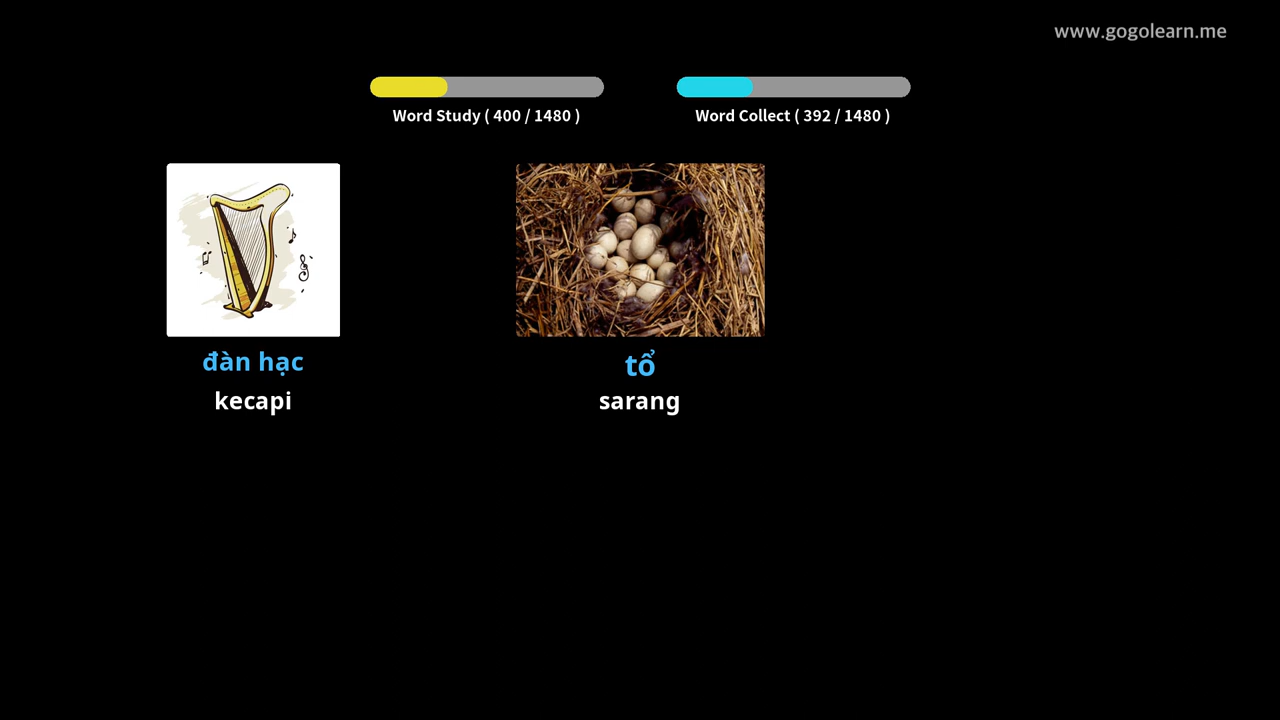 www.gogolearn.me
Word Study ( 400 / 1480 )
Word Collect ( 392 / 1480 )
đàn hạc
kecapi
tổ
sarang